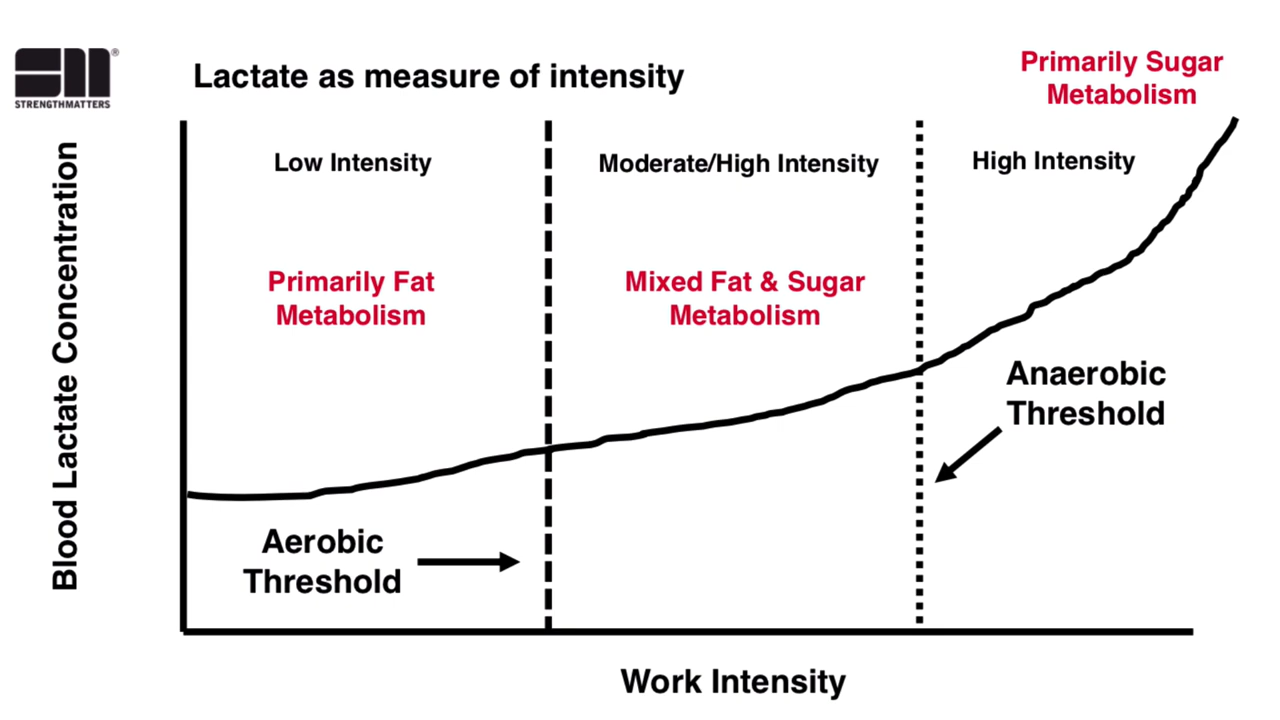 ®
STRENGTHMATTERS
Lactate as measure of intensity
Primarily Sugar
Metabolism
Low Intensity
Moderate/High Intensity
High Intensity
Primarily Fat
Metabolism
Mixed Fat & Sugar
Metabolism
Anaerobic
Threshold
Aerobic
Threshold
Blood Lactate Concentration
Work Intensity